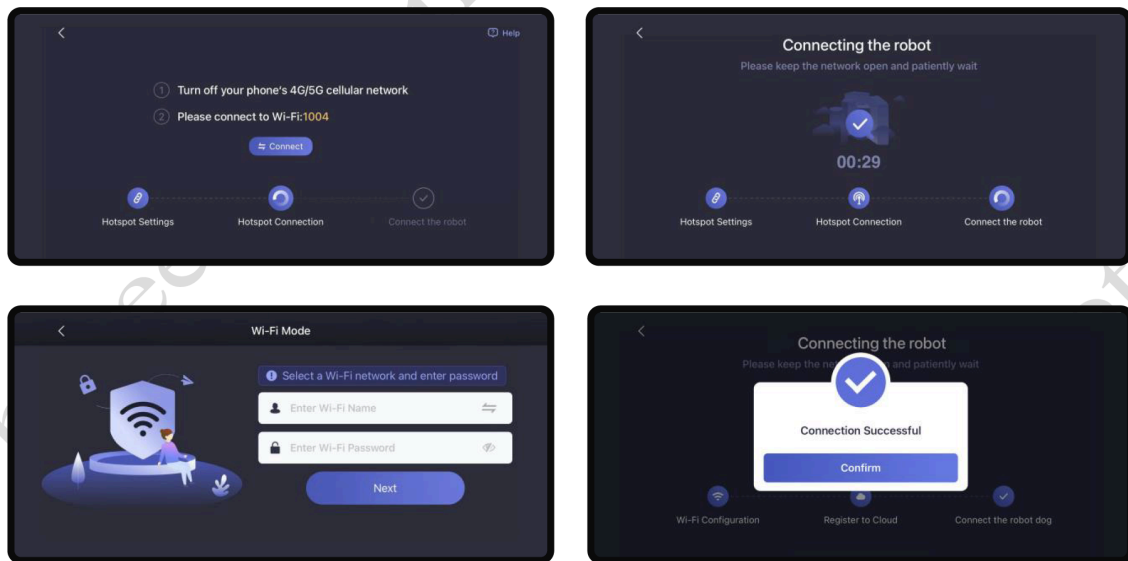 Help
1 Turn off your phone's 4G/5G cellular network
2 Please connect to Wi-Fi:1004
Connect
Hotspot Settings Hotspot Connection Connect the robot
Connecting the robot
Please keep the network open and patiently wait
00:29
Hotspot Settings Hotspot Connection Connect the robot
Wi-Fi Mode
Select a Wi-Fi network and enter password
Enter Wi-Fi Name
Enter Wi-Fi Password
Next
Connecting the robot
Please keep the and patiently wait
Connection Successful
Confirm
Wi-Fi Configuration Register to Cloud Connect the robot dog